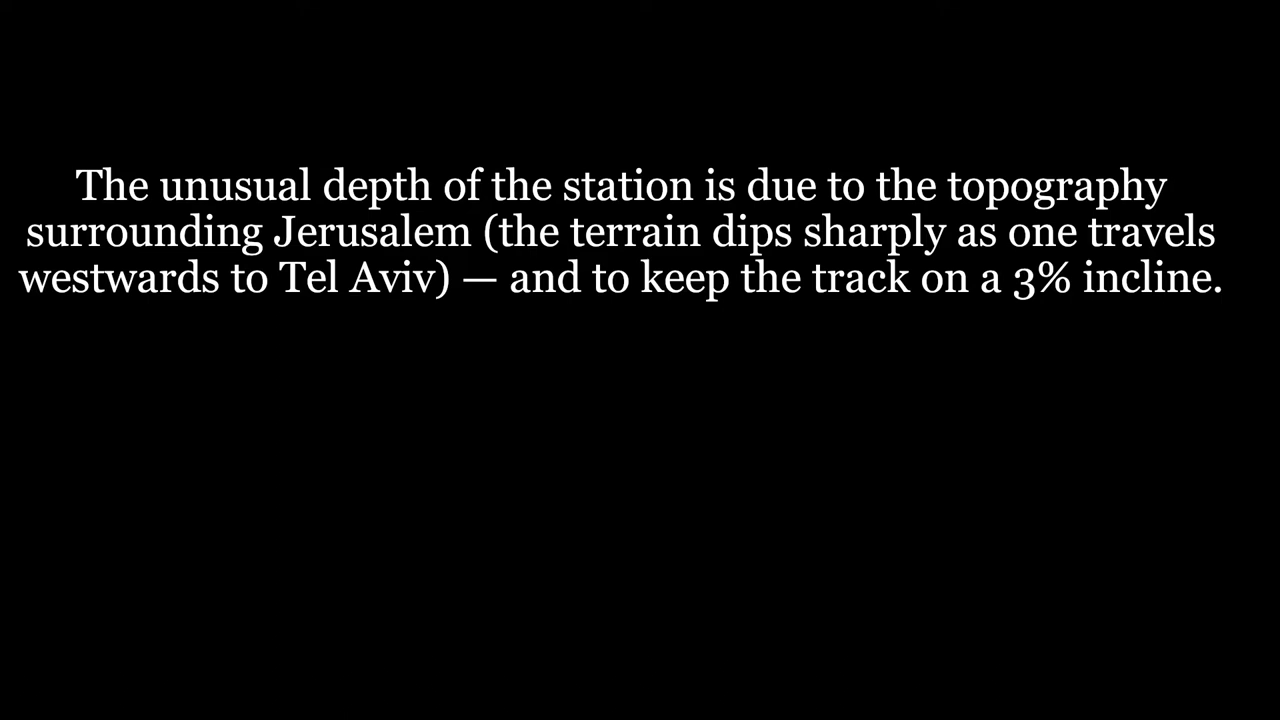 The unusual depth of the station is due to the topography
surrounding Jerusalem (the terrain dips sharply as one travels
westwards to Tel Aviv) — and to keep the track on a 3% incline.